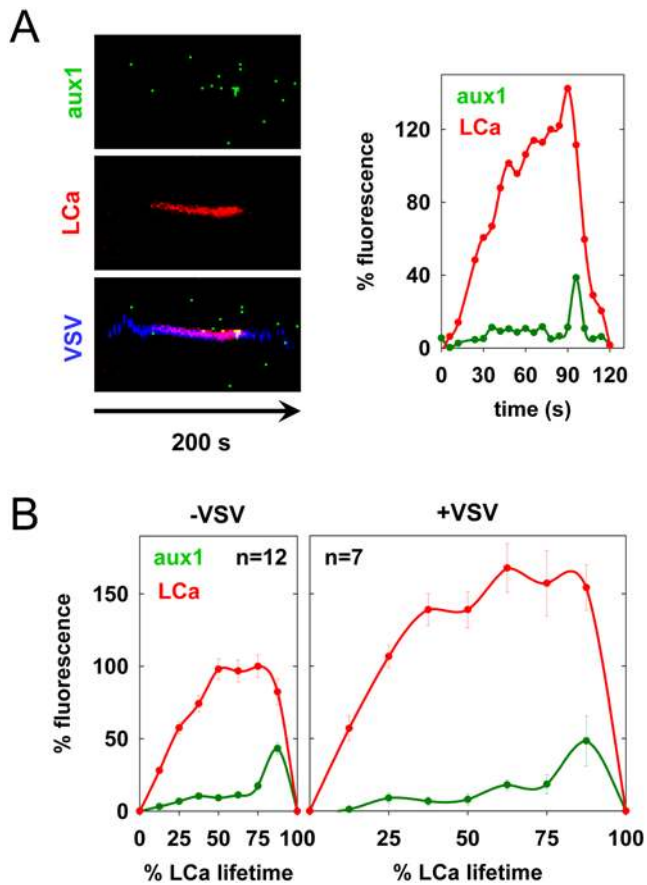 A
aux1
LCa
VSV
200 s
% fluorescence
aux1
LCa
120
80
40
0
0 30 60 90 120
time (s)
B
-VSV
+VSV
aux1 n=12
LCa
n=7
% fluorescence
150
100
50
0
0 25 50 75 100
% LCa lifetime
25 50 75 100
% LCa lifetime